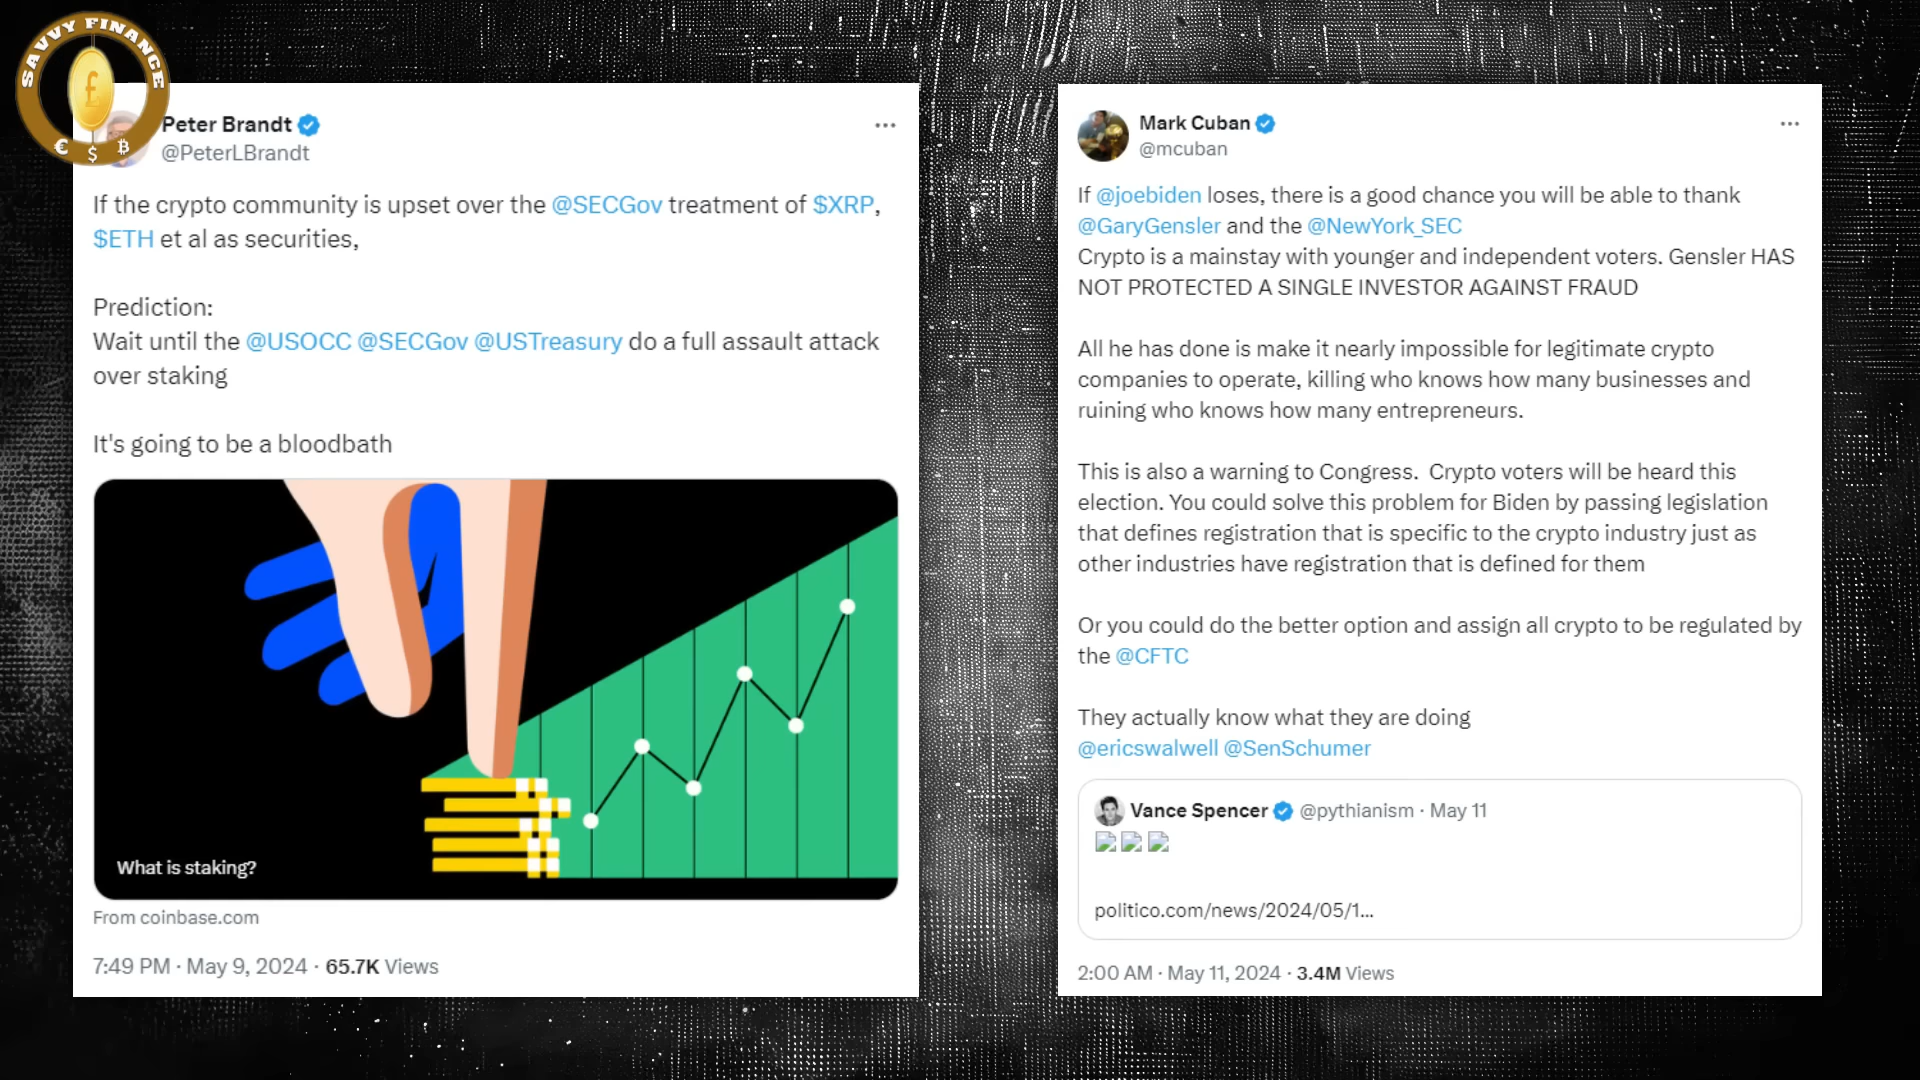 SAVVY FINANCE
£
€ $ ₿
Peter Brandt
@PeterLBrandt
If the crypto community is upset over the @SECGov treatment of $XRP,
$ETH et al as securities,
Prediction:
Wait until the @USOCC @SECGov @USTreasury do a full assault attack
over staking
It's going to be a bloodbath
What is staking?
From coinbase.com
7:49 PM · May 9, 2024 · 65.7K Views
Mark Cuban
@mcuban
If @joebiden loses, there is a good chance you will be able to thank
@GaryGensler and the @NewYork_SEC
Crypto is a mainstay with younger and independent voters. Gensler HAS
NOT PROTECTED A SINGLE INVESTOR AGAINST FRAUD
All he has done is make it nearly impossible for legitimate crypto
companies to operate, killing who knows how many businesses and
ruining who knows how many entrepreneurs.
This is also a warning to Congress.  Crypto voters will be heard this
election. You could solve this problem for Biden by passing legislation
that defines registration that is specific to the crypto industry just as
other industries have registration that is defined for them
Or you could do the better option and assign all crypto to be regulated by
the @CFTC
They actually know what they are doing
@ericswalwell @SenSchumer
Vance Spencer @pythianism · May 11
politico.com/news/2024/05/1...
2:00 AM · May 11, 2024 · 3.4M Views